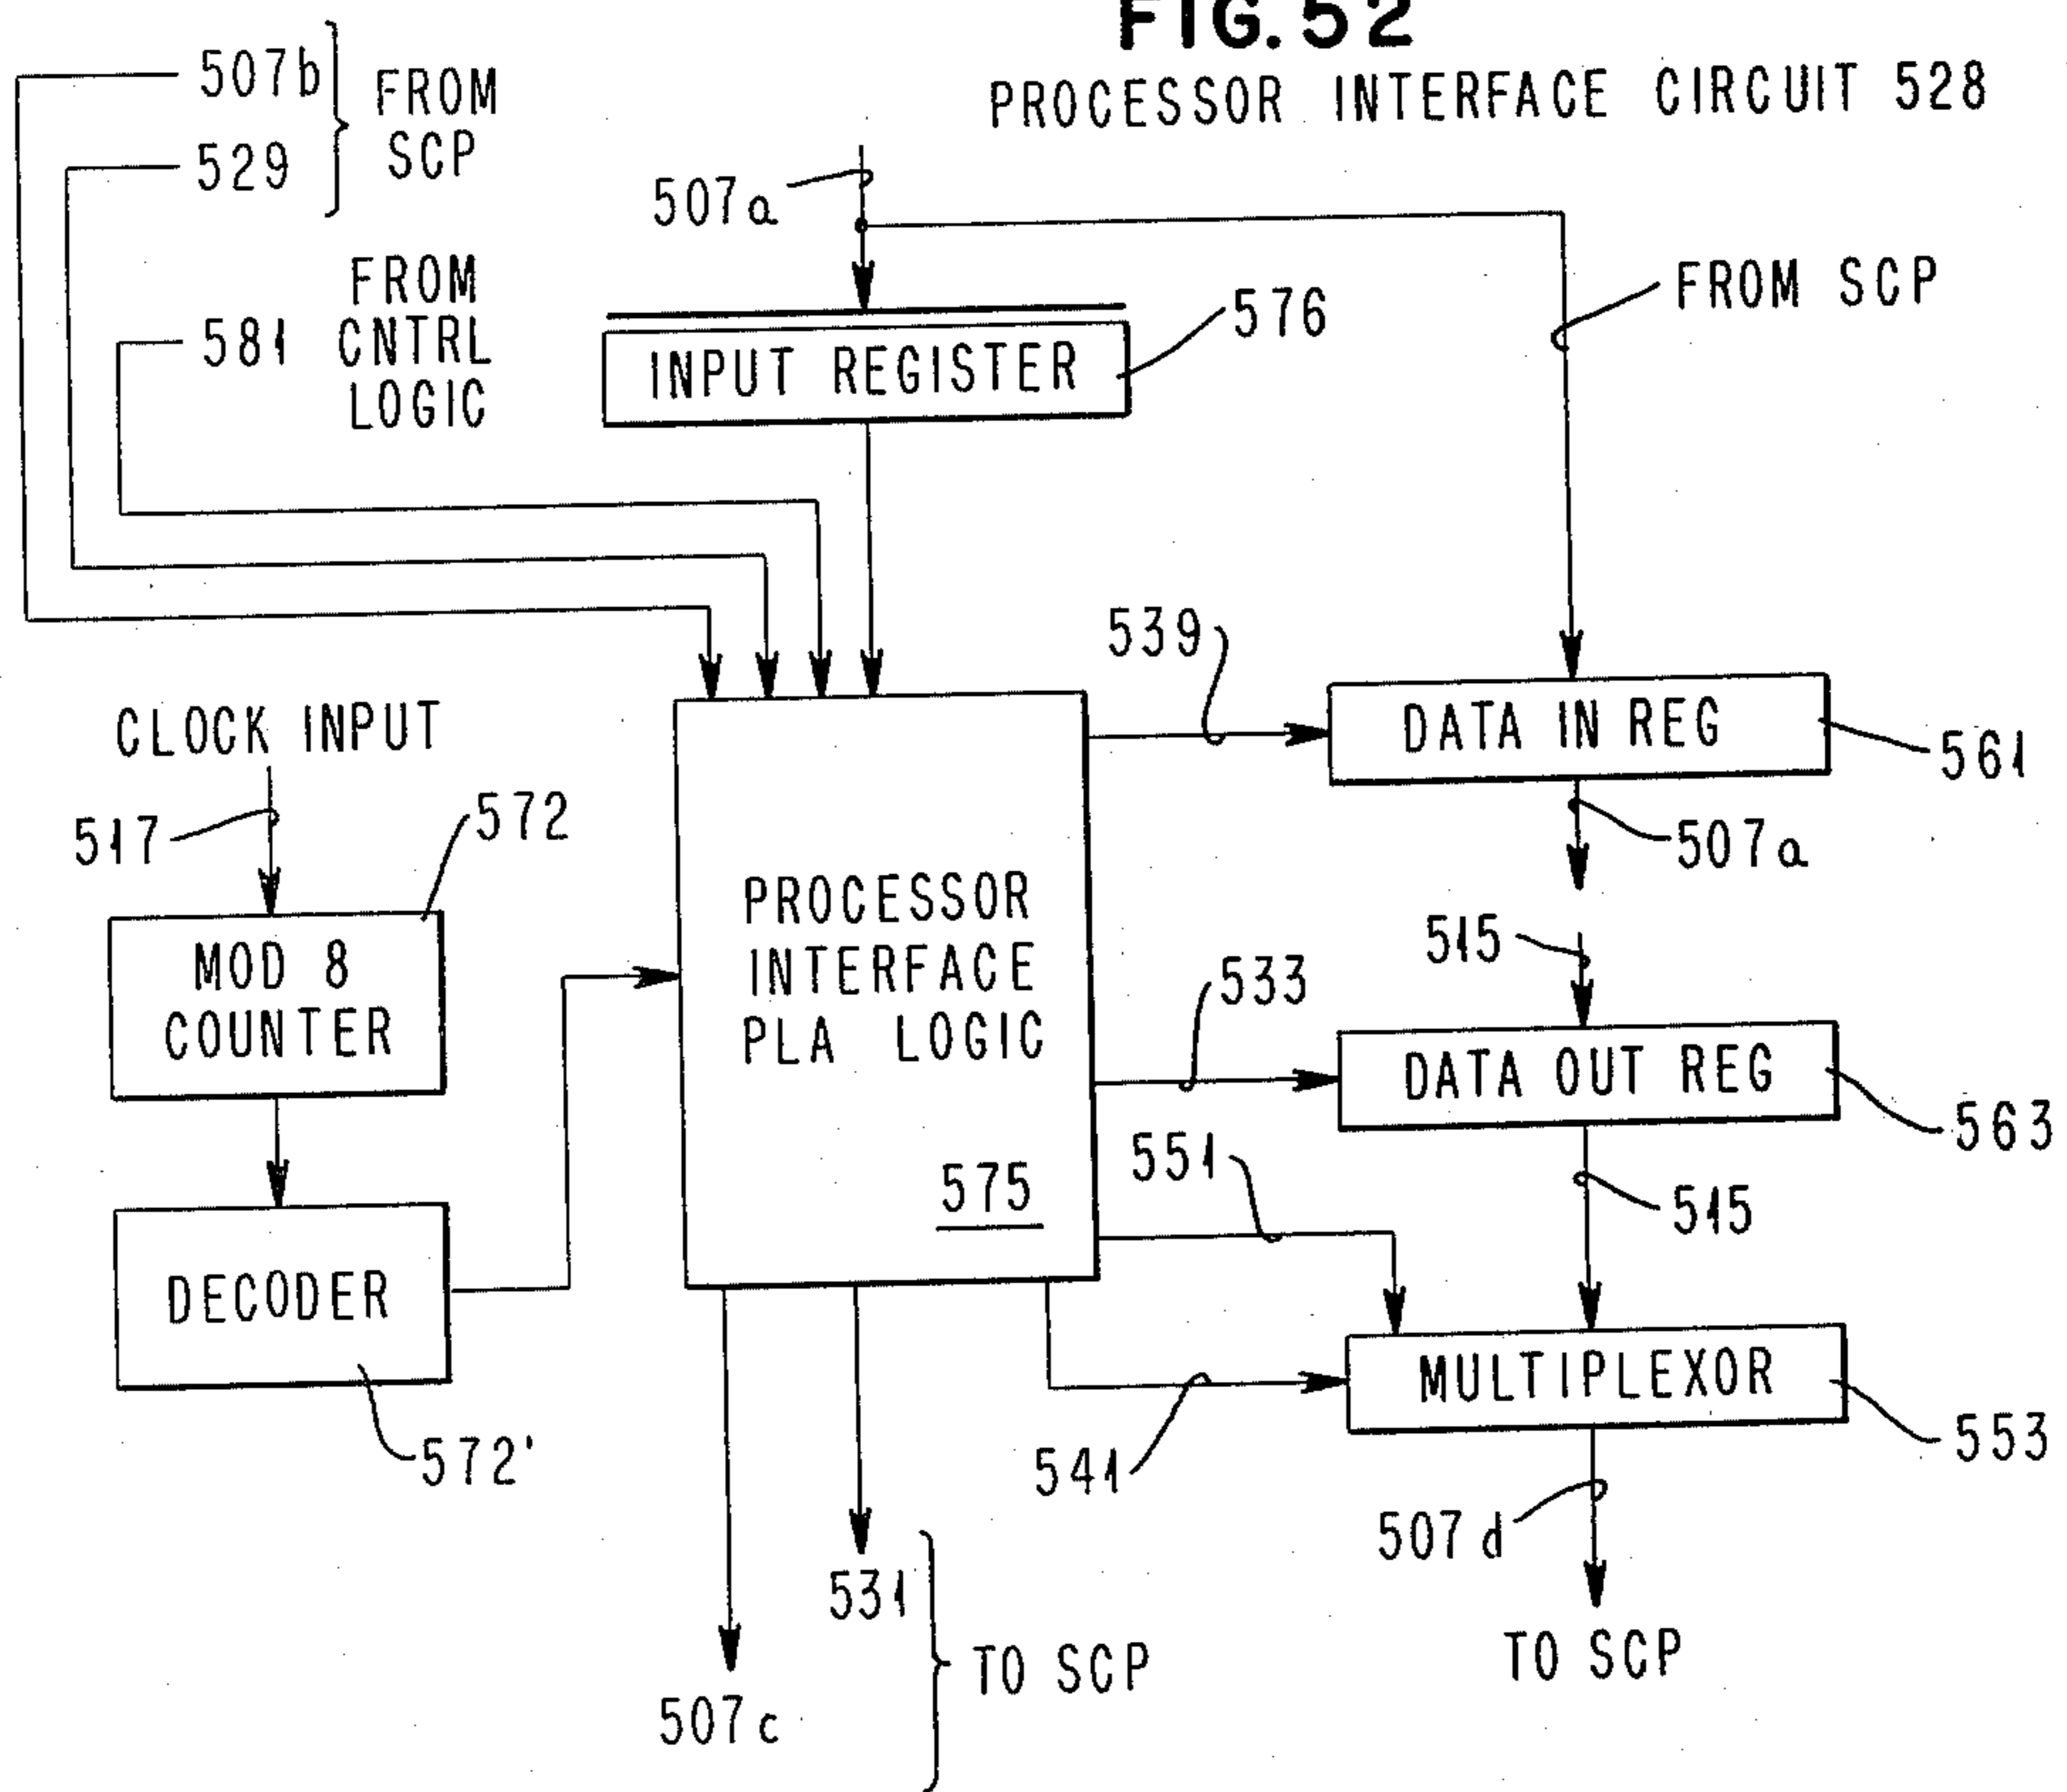 FIG. 52
PROCESSOR INTERFACE CIRCUIT 528
507b
529
FROM
SCP
581
FROM
CNTRL
LOGIC
507a
FROM SCP
INPUT REGISTER
576
539
DATA IN REG
561
507a
CLOCK INPUT
517
572
MOD 8
COUNTER
DECODER
572'
PROCESSOR
INTERFACE
PLA LOGIC
575
515
533
DATA OUT REG
563
551
515
MULTIPLEXOR
553
541
507d
TO SCP
531
507c
TO SCP